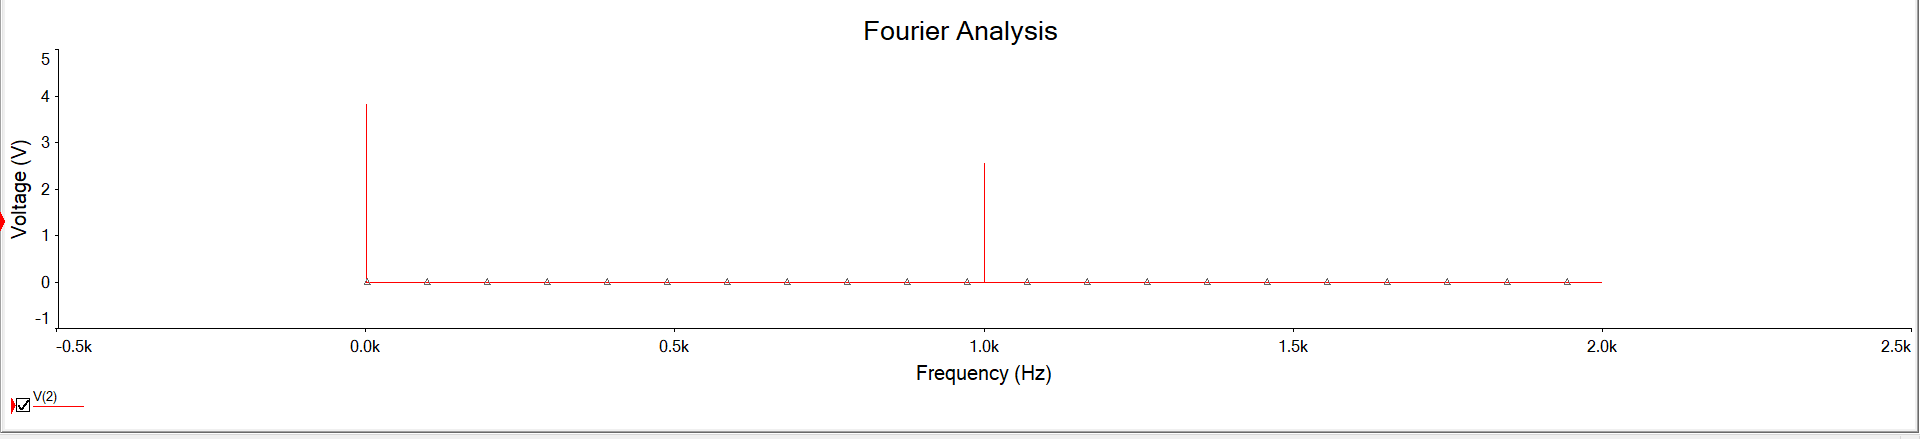 Fourier Analysis
5
4
3
2
1
0
-1
Voltage (V)
-0.5k 0.0k 0.5k 1.0k 1.5k 2.0k 2.5k
Frequency (Hz)
V(2)